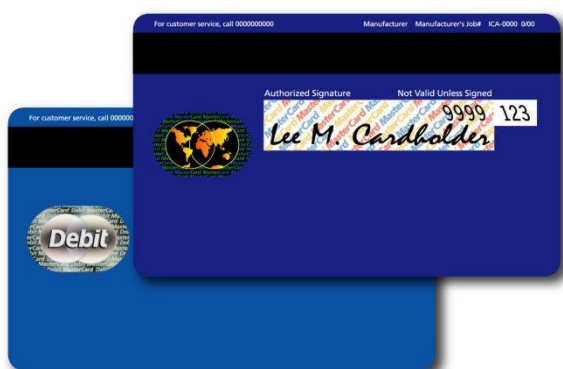 For customer service, call 0000000000 Manufacturer Manufacturer's Job# ICA-0000 0/00
Authorized Signature Not Valid Unless Signed
9999 123
Lee M. Cardholder
For customer service, call 000000
Debit